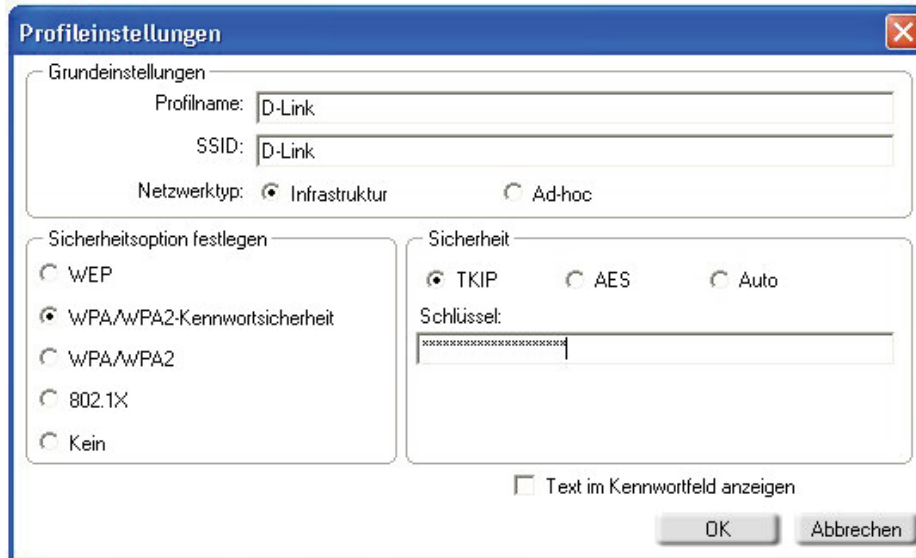 Profileinstellungen
Grundeinstellungen
Profilname: D-Link
SSID: D-Link
Netzwerktyp: Infrastruktur Ad-hoc
Sicherheitsoption festlegen
WEP
WPA/WPA2-Kennwortsicherheit
WPA/WPA2
802.1X
Kein
Sicherheit
TKIP AES Auto
Schlüssel:
********************
Text im Kennwortfeld anzeigen
OK Abbrechen